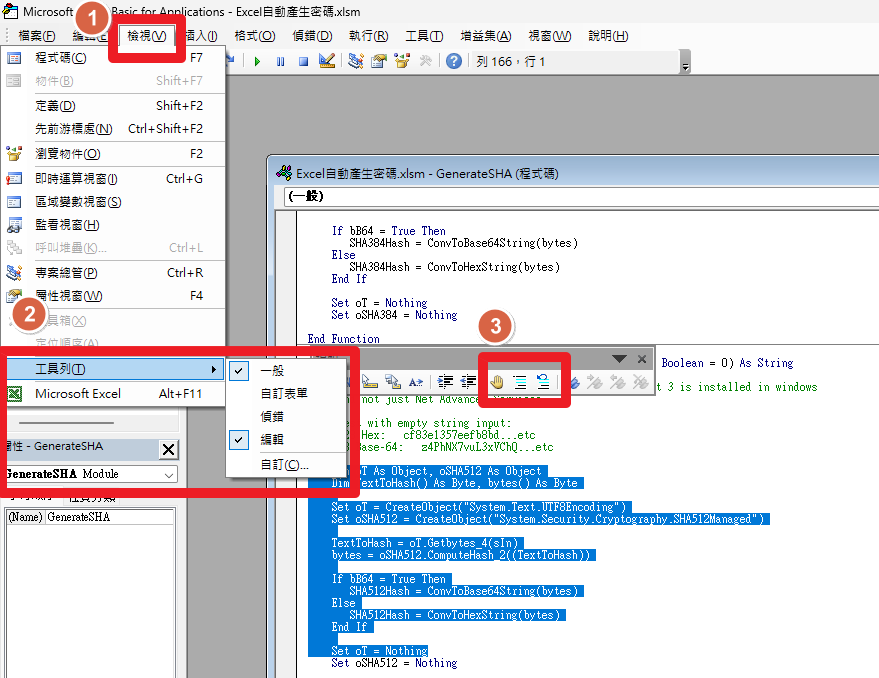 Microsoft Basic for Applications - Excel自動產生密碼.xlsm
1
檔案(F) 編輯(E) 檢視(V) 插入(I) 格式(O) 偵錯(D) 執行(R) 工具(T) 增益集(A) 視窗(W) 說明(H)
列 166，行 1
程式碼(C) F7
物件(B) Shift+F7
定義(D) Shift+F2
先前游標處(N) Ctrl+Shift+F2
瀏覽物件(O) F2
即時運算視窗(I) Ctrl+G
區域變數視窗(S)
監看視窗(H)
呼叫堆疊(K)... Ctrl+L
專案總管(P) Ctrl+R
屬性視窗(W) F4
2
工具箱(X)
定位順序(A)
工具列(T)
Microsoft Excel Alt+F11
一般
自訂表單
偵錯
編輯
自訂(C)...
屬性 - GenerateSHA
GenerateSHA Module
(Name) GenerateSHA
Excel自動產生密碼.xlsm - GenerateSHA (程式碼)
(一般)
If bB64 = True Then
SHA384Hash = ConvToBase64String(bytes)
Else
SHA384Hash = ConvToHexString(bytes)
End If
Set oT = Nothing
Set oSHA384 = Nothing
End Function
3
Boolean = 0) As String
t 3 is installed in windows
not just Net Advanced Services
with empty string input:
Hex: cf83e1357eefb8bd...etc
Base-64: z4PhNX7vuL3xVChQ...etc
T As Object, oSHA512 As Object
Dim TextToHash() As Byte, bytes() As Byte
Set oT = CreateObject("System.Text.UTF8Encoding")
Set oSHA512 = CreateObject("System.Security.Cryptography.SHA512Managed")
TextToHash = oT.Getbytes_4(sIn)
bytes = oSHA512.ComputeHash_2((TextToHash))
If bB64 = True Then
SHA512Hash = ConvToBase64String(bytes)
Else
SHA512Hash = ConvToHexString(bytes)
End If
Set oT = Nothing
Set oSHA512 = Nothing